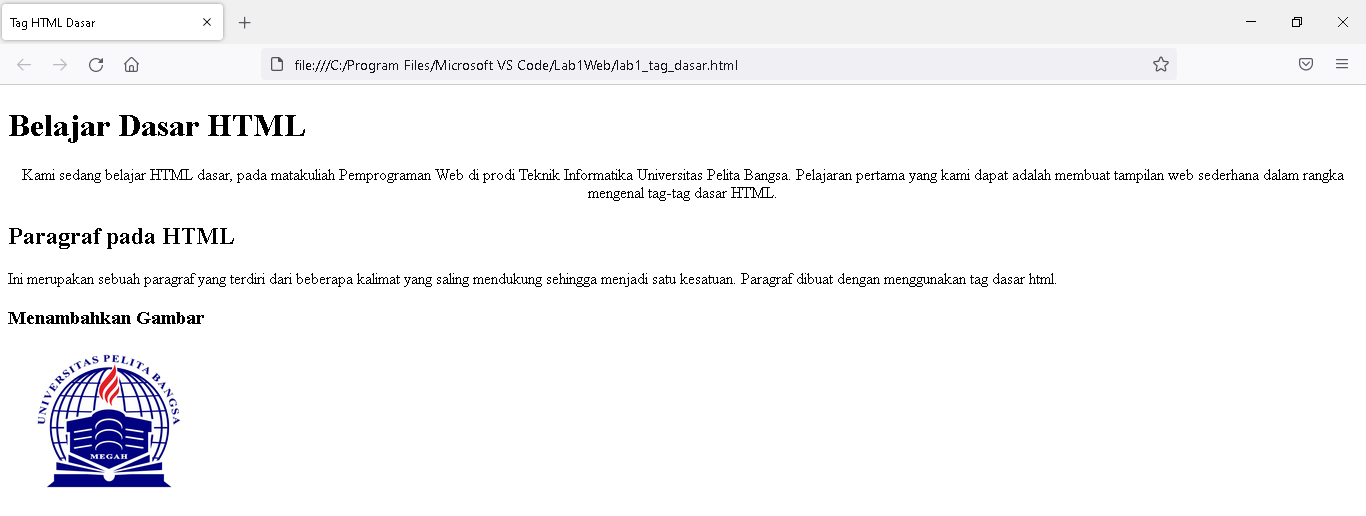 Tag HTML Dasar
file:///C:/Program Files/Microsoft VS Code/Lab1Web/lab1_tag_dasar.html
Belajar Dasar HTML
Kami sedang belajar HTML dasar, pada matakuliah Pemprograman Web di prodi Teknik Informatika Universitas Pelita Bangsa. Pelajaran pertama yang kami dapat adalah membuat tampilan web sederhana dalam rangka
mengenal tag-tag dasar HTML.
Paragraf pada HTML
Ini merupakan sebuah paragraf yang terdiri dari beberapa kalimat yang saling mendukung sehingga menjadi satu kesatuan. Paragraf dibuat dengan menggunakan tag dasar html.
Menambahkan Gambar
UNIVERSITAS PELITA BANGSA
MEGAH